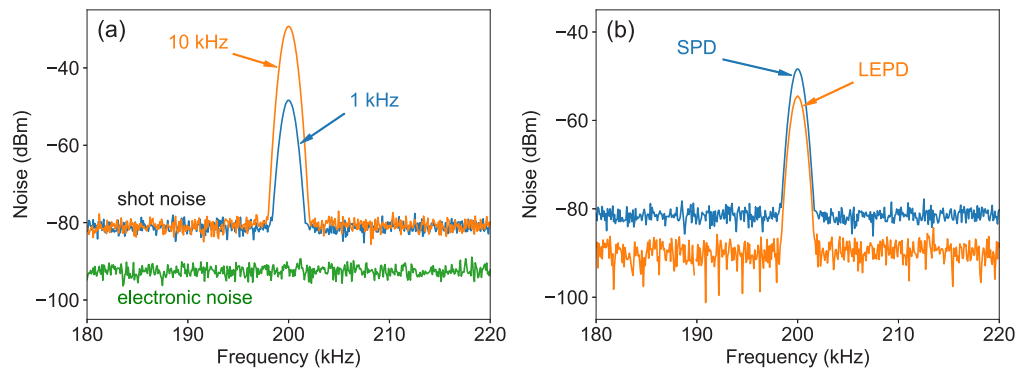 (a)
10 kHz
1 kHz
shot noise
electronic noise
−40
−60
−80
−100
Noise (dBm)
180
190
200
210
220
Frequency (kHz)
(b)
SPD
LEPD
−40
−60
−80
−100
Noise (dBm)
180
190
200
210
220
Frequency (kHz)